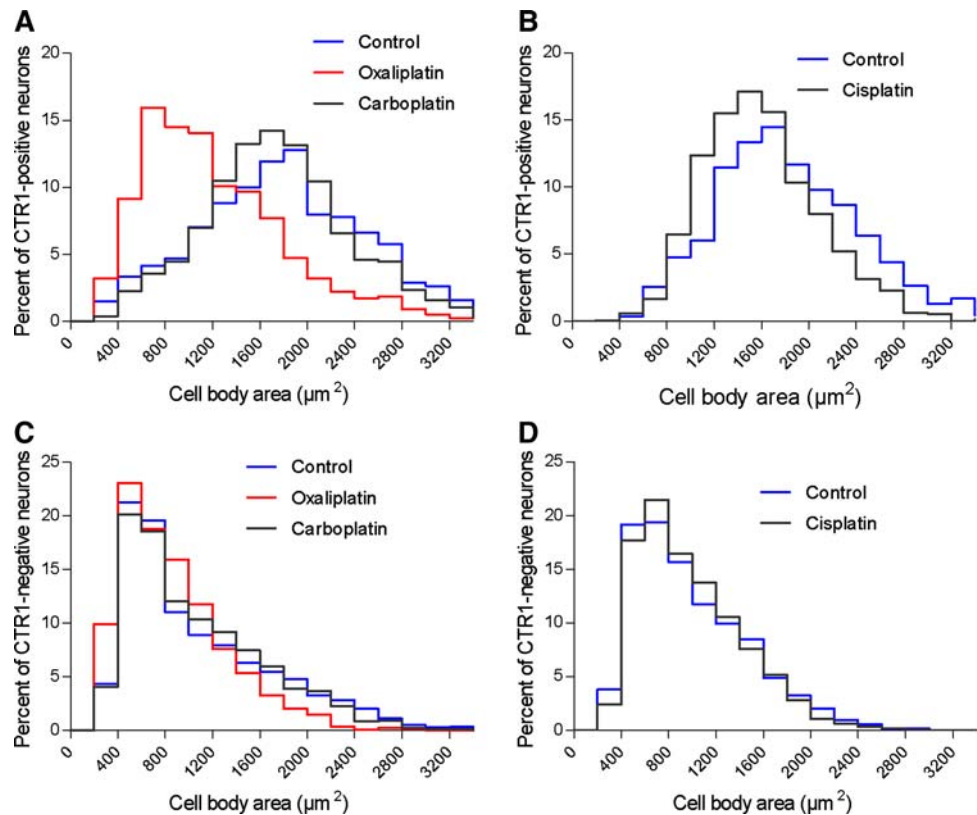 A
Control
Oxaliplatin
Carboplatin
Percent of CTR1-positive neurons
20
15
10
5
0
0 400 800 1200 1600 2000 2400 2800 3200
Cell body area (µm²)
B
Control
Cisplatin
Percent of CTR1-positive neurons
20
15
10
5
0
0 400 800 1200 1600 2000 2400 2800 3200
Cell body area (µm²)
C
Control
Oxaliplatin
Carboplatin
Percent of CTR1-negative neurons
25
20
15
10
5
0
0 400 800 1200 1600 2000 2400 2800 3200
Cell body area (µm²)
D
Control
Cisplatin
Percent of CTR1-negative neurons
25
20
15
10
5
0
0 400 800 1200 1600 2000 2400 2800 3200
Cell body area (µm²)